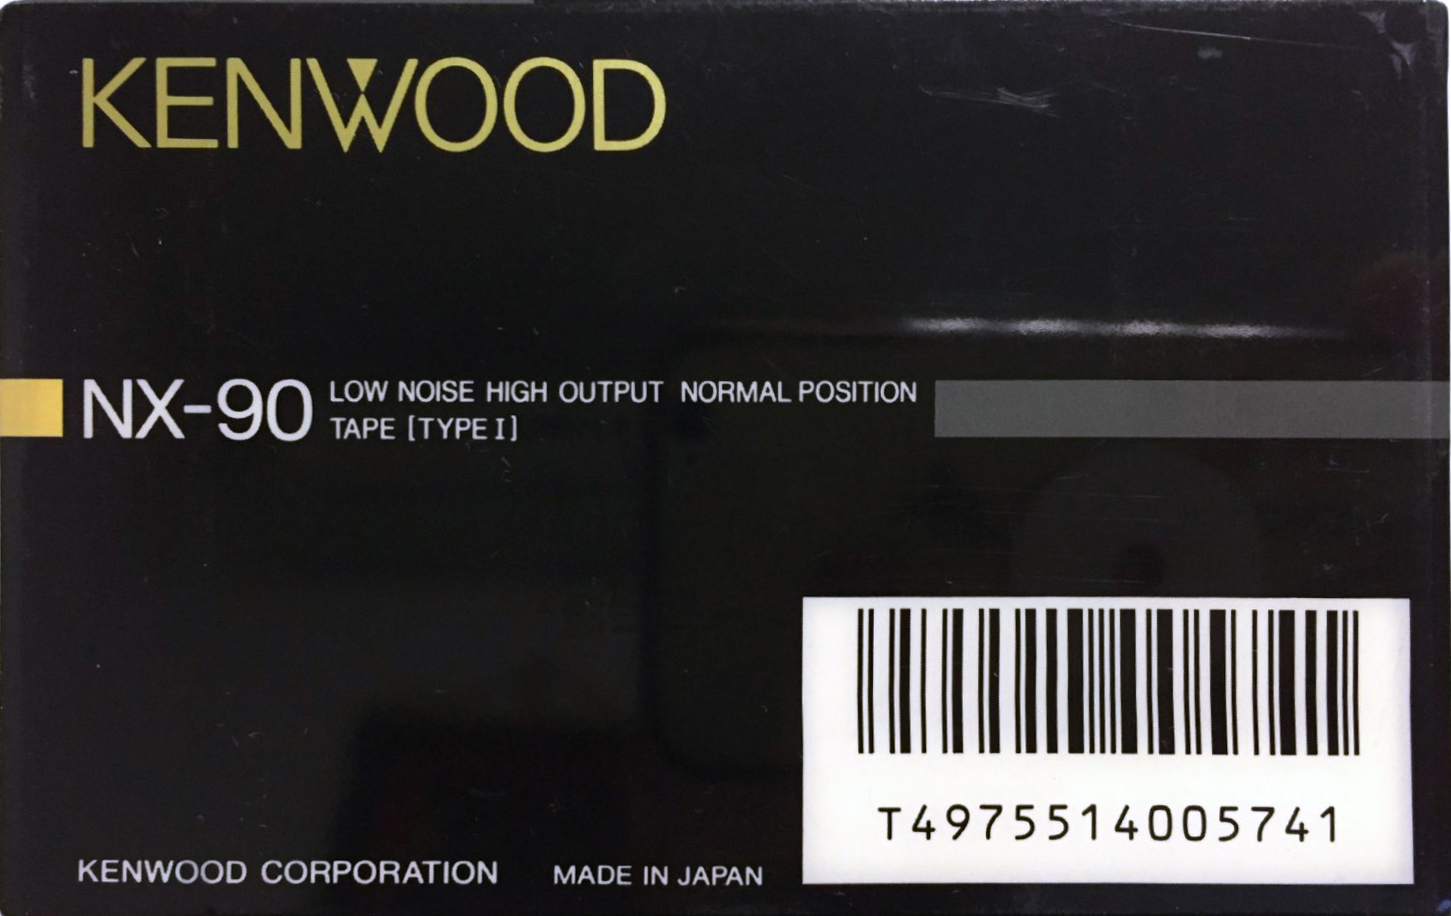 KENWOOD
NX-90
LOW NOISE HIGH OUTPUT NORMAL POSITION
TAPE [TYPE I]
T4975514005741
KENWOOD CORPORATION MADE IN JAPAN